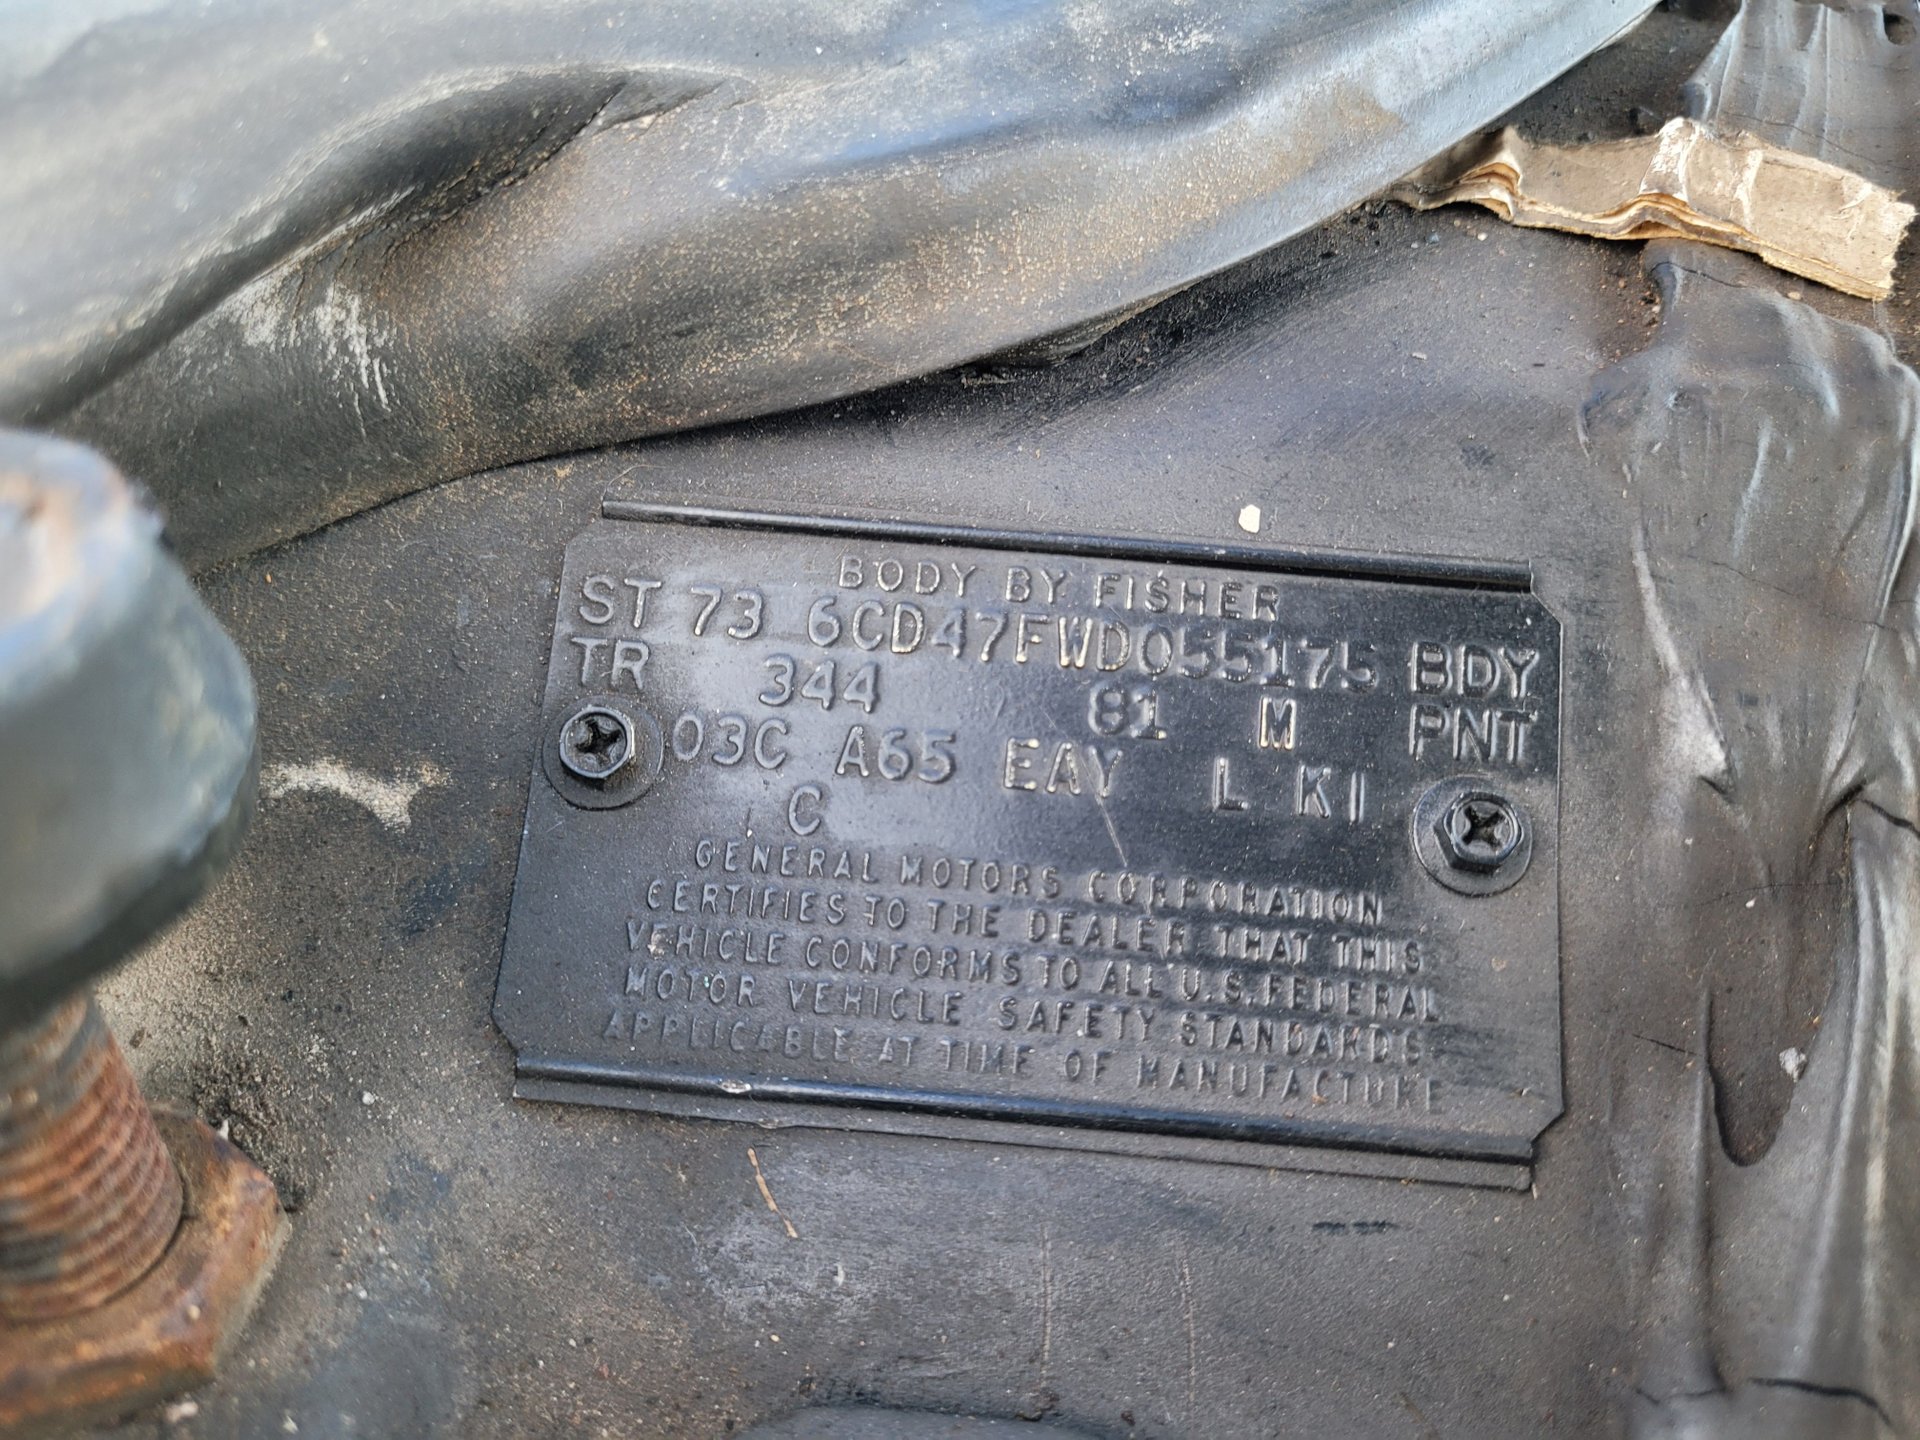 BODY BY FISHER
ST 73 6CD47FWD055175 BDY
TR 344 81 M PNT
03C A65 EAY L KI
C
GENERAL MOTORS CORPORATION
CERTIFIES TO THE DEALER THAT THIS
VEHICLE CONFORMS TO ALL U.S. FEDERAL
MOTOR VEHICLE SAFETY STANDARDS
APPLICABLE AT TIME OF MANUFACTURE